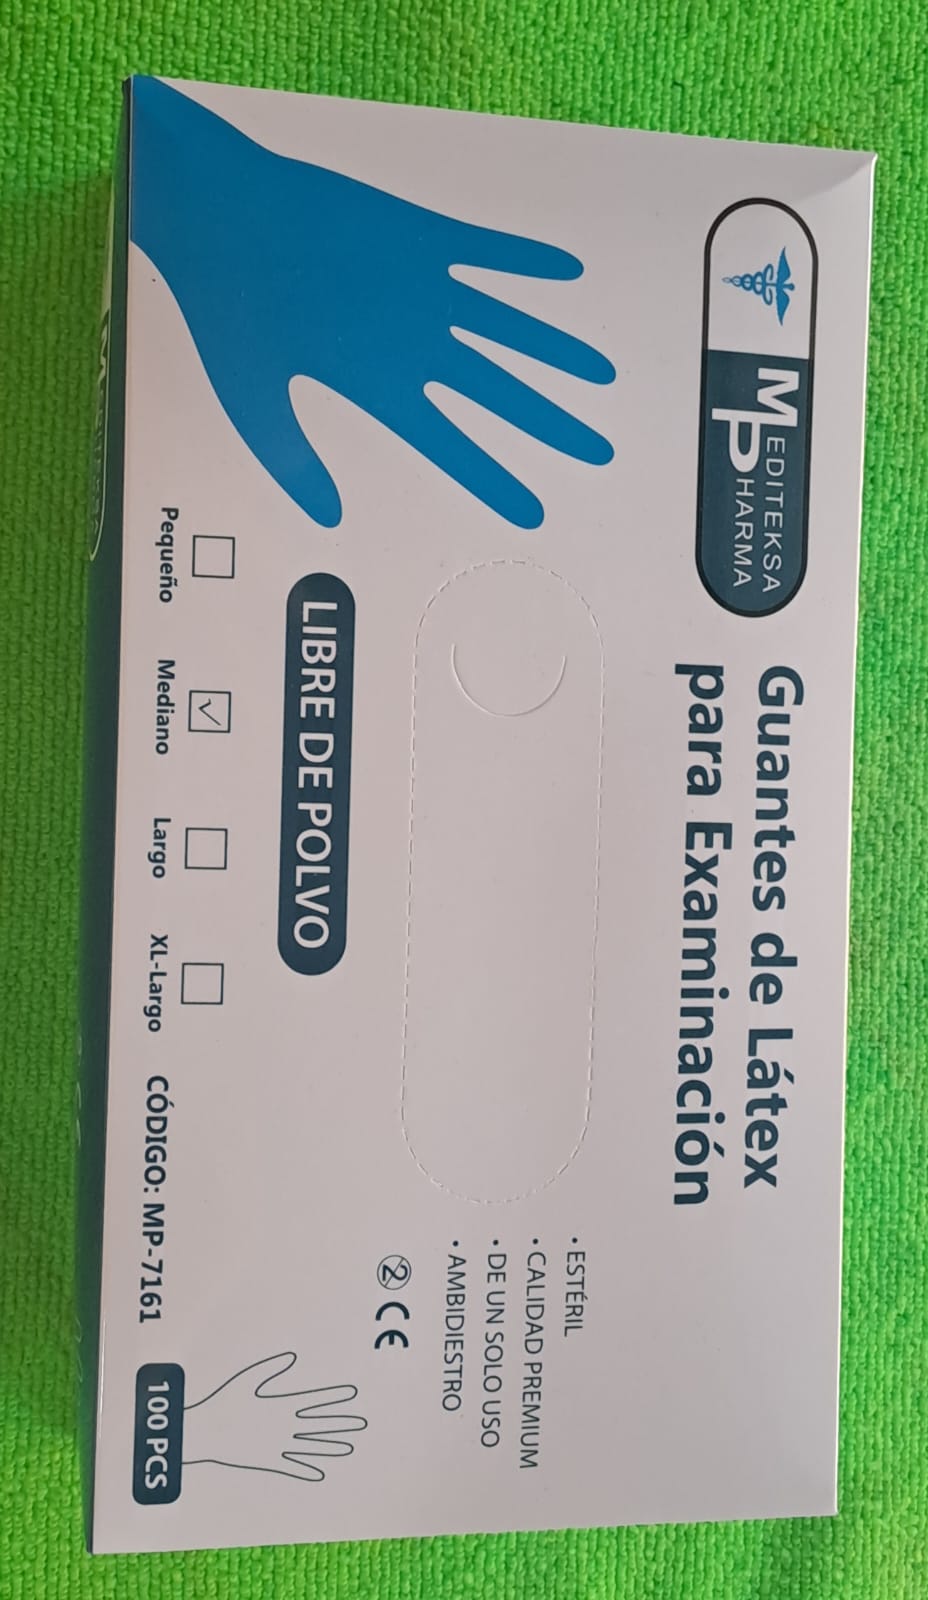 MEDITEKSA
PHARMA
Guantes de Látex
para Examinación
• ESTÉRIL
• CALIDAD PREMIUM
• DE UN SOLO USO
• AMBIDIESTRO
2 CE
LIBRE DE POLVO
Pequeño
Mediano
Largo
XL-Largo
CÓDIGO: MP-7161
100 PCS